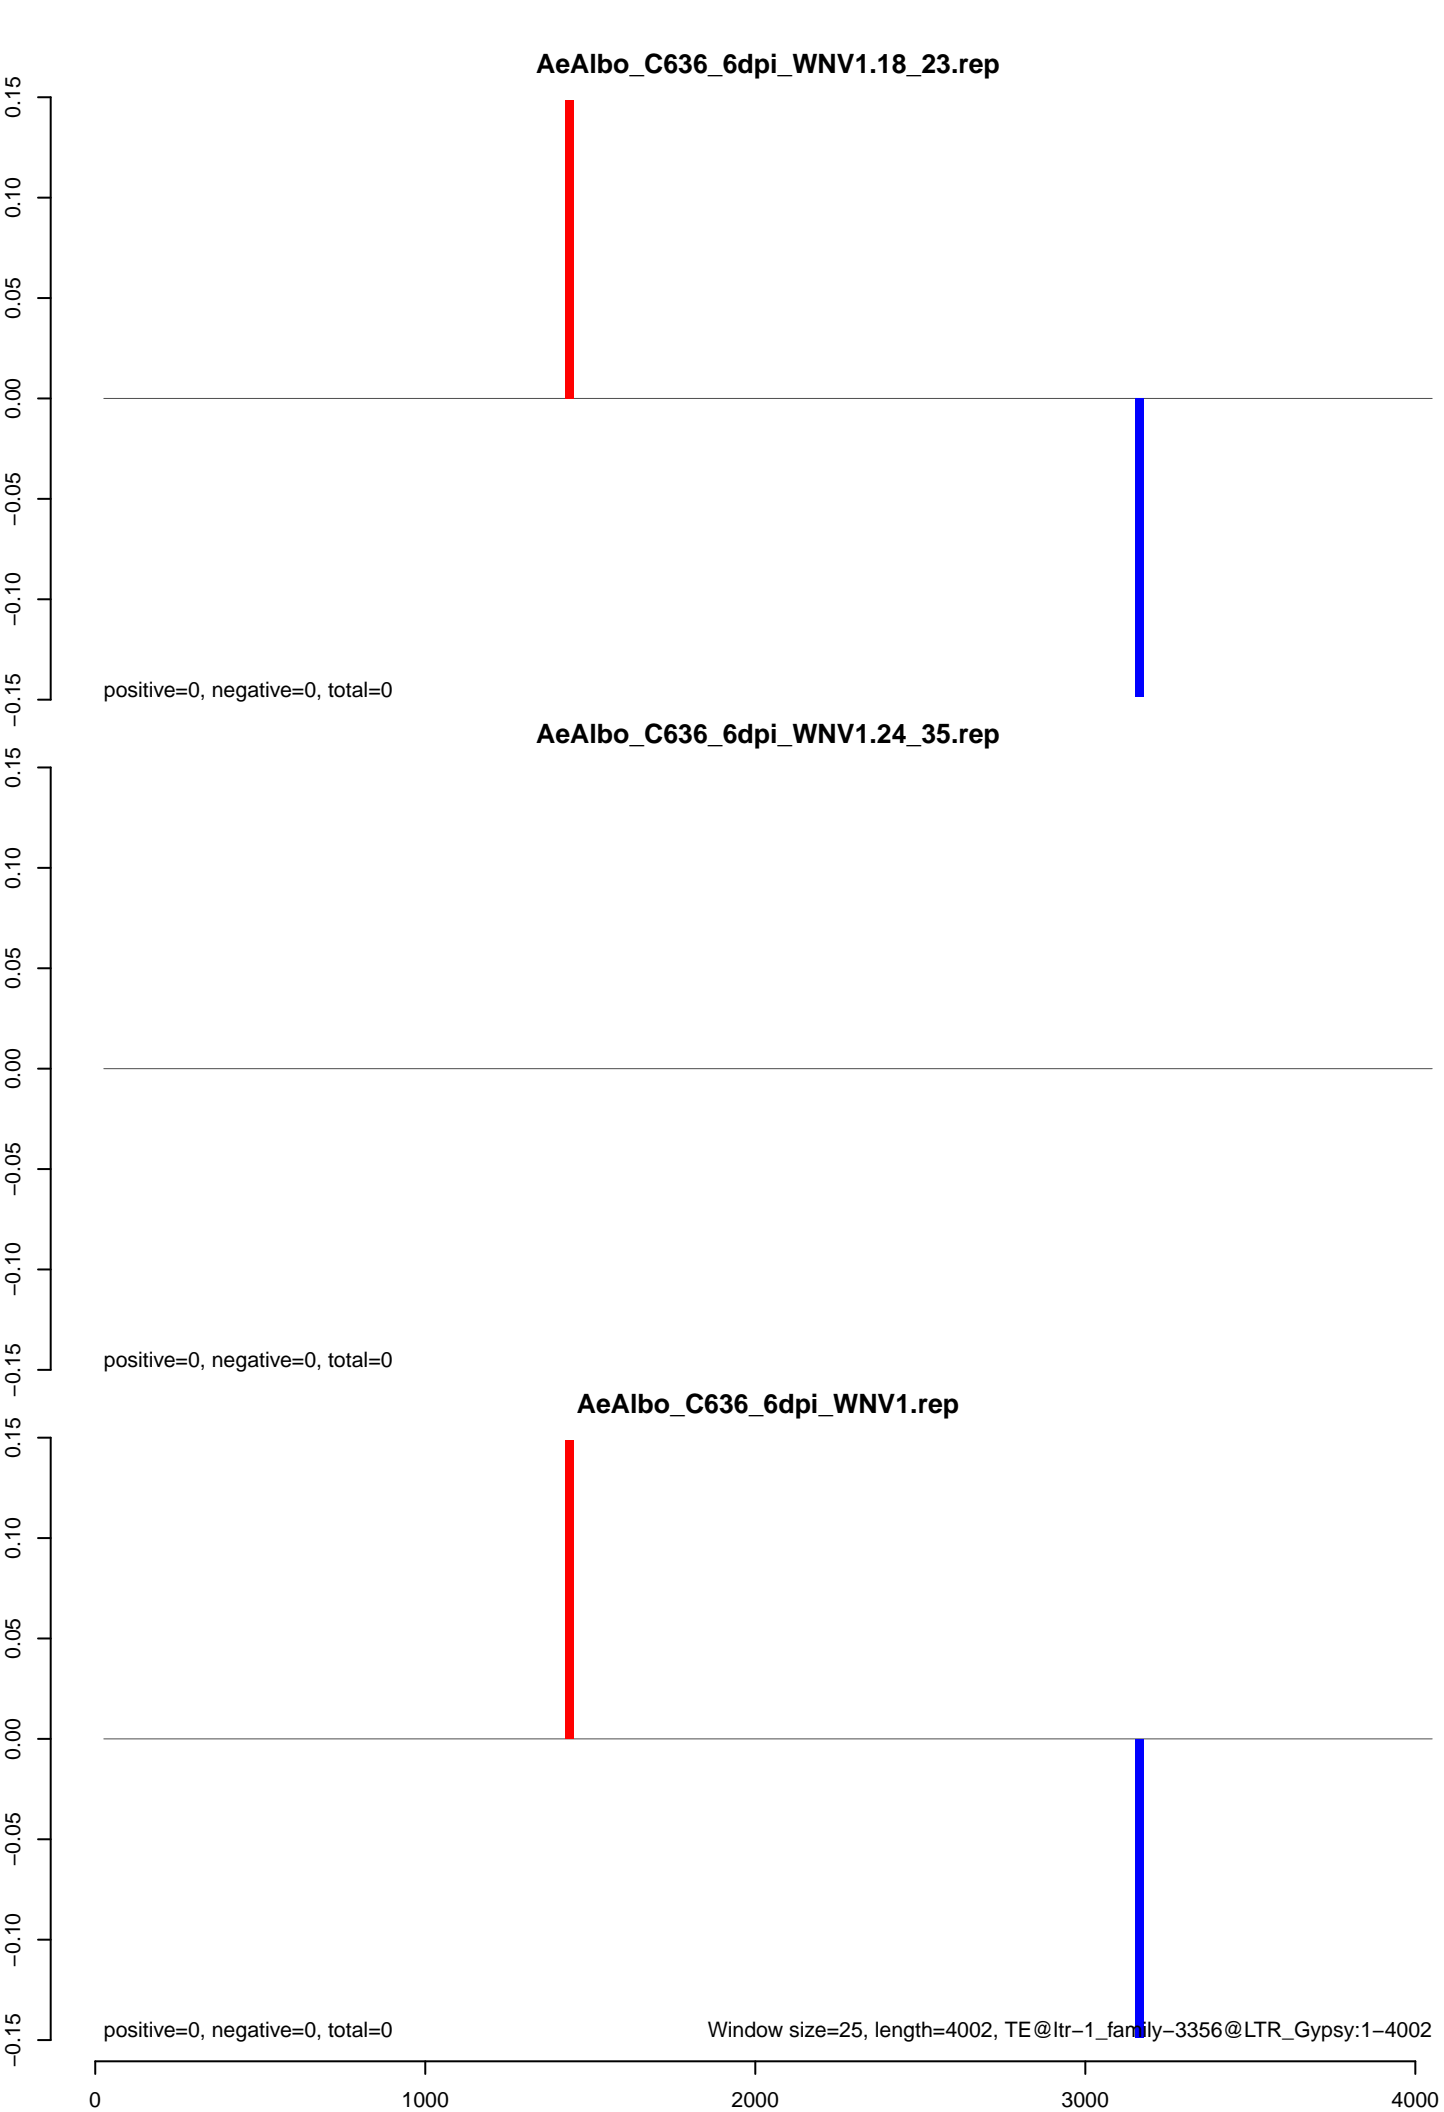 AeAlbo_C636_6dpi_WNV1.18_23.rep
0.15
0.10
0.05
0.00
−0.05
−0.10
−0.15
positive=0, negative=0, total=0
AeAlbo_C636_6dpi_WNV1.24_35.rep
0.15
0.10
0.05
0.00
−0.05
−0.10
−0.15
positive=0, negative=0, total=0
AeAlbo_C636_6dpi_WNV1.rep
0.15
0.10
0.05
0.00
−0.05
−0.10
−0.15
positive=0, negative=0, total=0
Window size=25, length=4002, TE@ltr−1_family−3356@LTR_Gypsy:1−4002
0 1000 2000 3000 4000